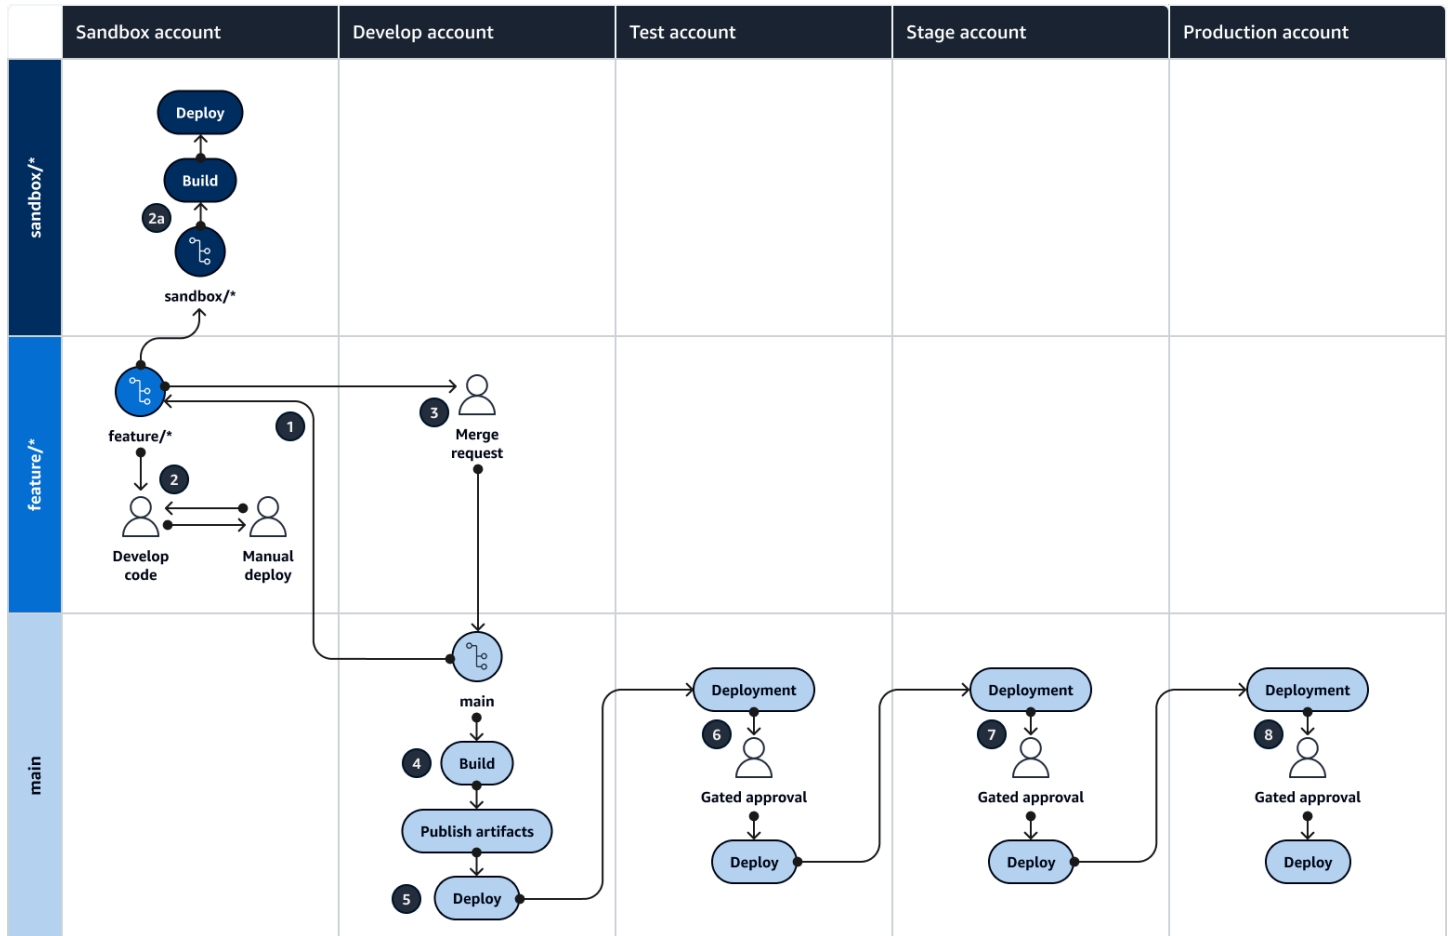 Sandbox account
Develop account
Test account
Stage account
Production account
sandbox/*
Deploy
Build
2a
sandbox/*
feature/*
feature/*
1
3
Merge
request
2
Develop
code
Manual
deploy
main
main
4
Build
Publish artifacts
5
Deploy
Deployment
6
Gated approval
Deploy
Deployment
7
Gated approval
Deploy
Deployment
8
Gated approval
Deploy